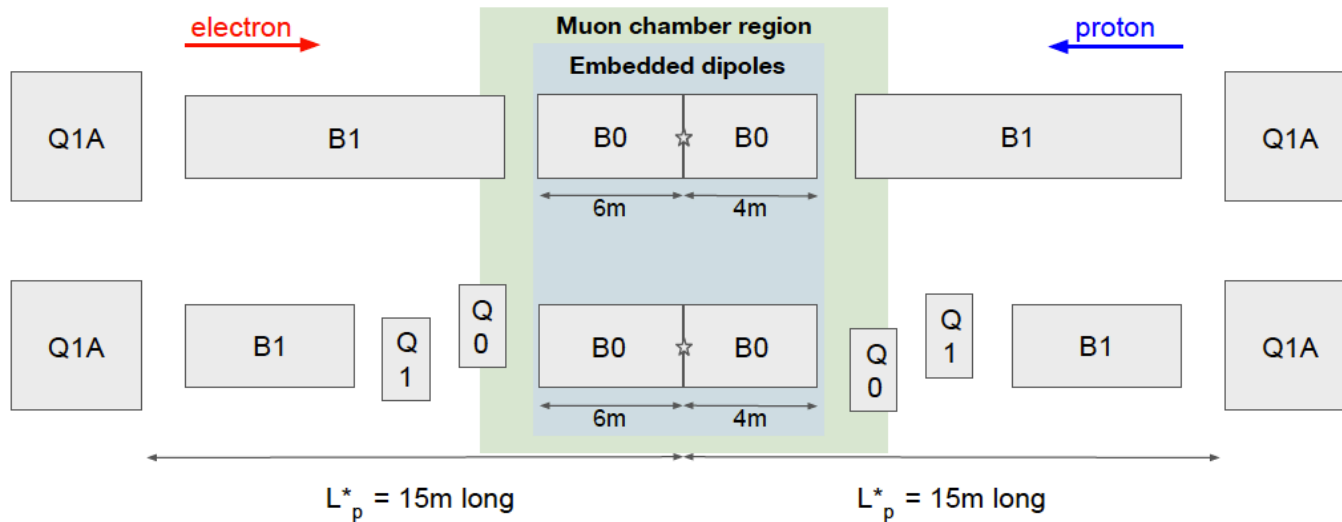 electron
Muon chamber region
proton
Embedded dipoles
Q1A
B1
B0
B0
B1
Q1A
6m
4m
Q1A
B1
Q
1
Q
0
B0
B0
Q
0
Q
1
B1
Q1A
6m
4m
L*p = 15m long
L*p = 15m long